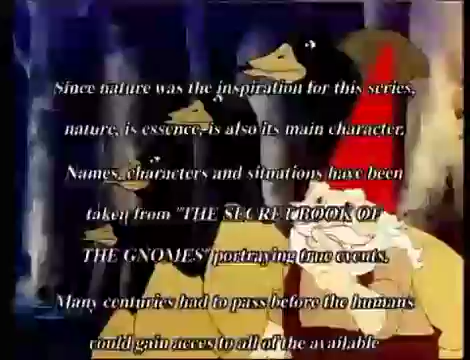 Since nature was the inspiration for this series,
nature, is essence, is also its main character.
Names, characters and situations have been
taken from "THE SECRET BOOK OF
THE GNOMES" portraying true events.
Many centuries had to pass before the humans
could gain acces to all of the available